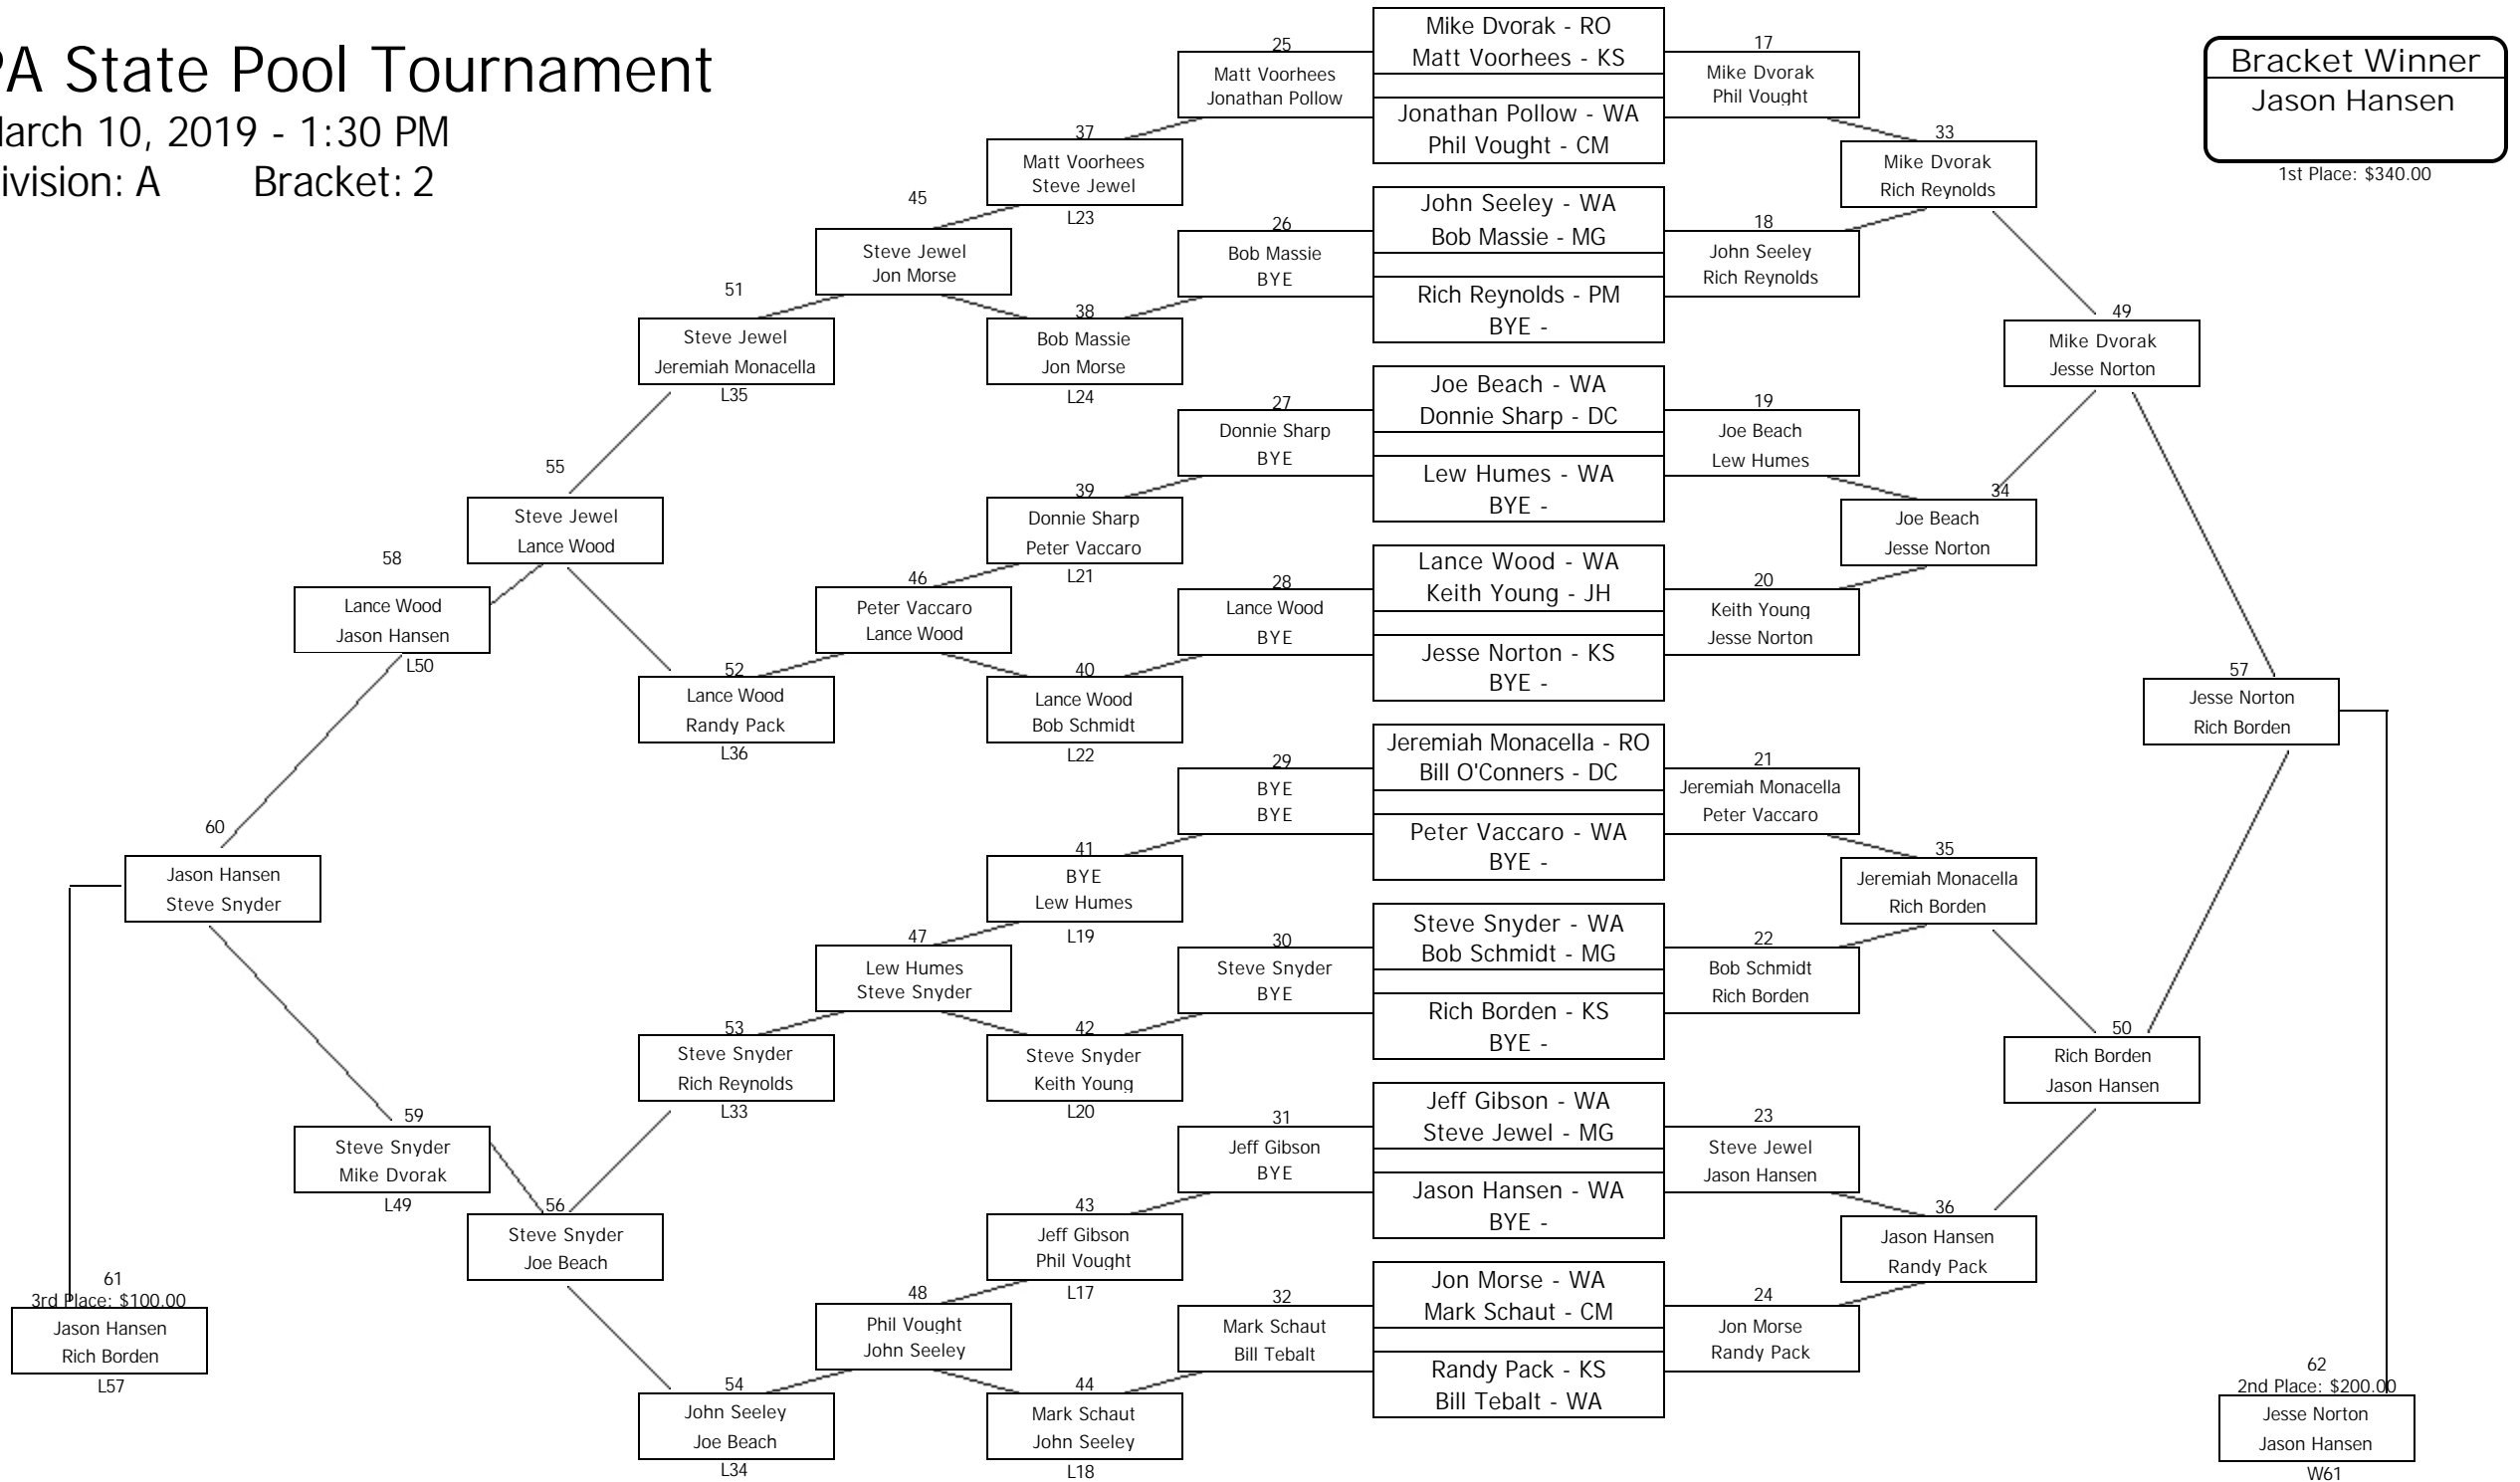 PA State Pool Tournament
March 10, 2019 - 1:30 PM
Division: A Bracket: 2
Bracket Winner
Jason Hansen
1st Place: $340.00
Mike Dvorak - RO
Matt Voorhees - KS
Jonathan Pollow - WA
Phil Vought - CM
John Seeley - WA
Bob Massie - MG
Rich Reynolds - PM
BYE -
Joe Beach - WA
Donnie Sharp - DC
Lew Humes - WA
BYE -
Lance Wood - WA
Keith Young - JH
Jesse Norton - KS
BYE -
Jeremiah Monacella - RO
Bill O'Conners - DC
Peter Vaccaro - WA
BYE -
Steve Snyder - WA
Bob Schmidt - MG
Rich Borden - KS
BYE -
Jeff Gibson - WA
Steve Jewel - MG
Jason Hansen - WA
BYE -
Jon Morse - WA
Mark Schaut - CM
Randy Pack - KS
Bill Tebalt - WA
17
Mike Dvorak
Phil Vought
18
John Seeley
Rich Reynolds
19
Joe Beach
Lew Humes
20
Keith Young
Jesse Norton
21
Jeremiah Monacella
Peter Vaccaro
22
Bob Schmidt
Rich Borden
23
Steve Jewel
Jason Hansen
24
Jon Morse
Randy Pack
25
Matt Voorhees
Jonathan Pollow
26
Bob Massie
BYE
27
Donnie Sharp
BYE
28
Lance Wood
BYE
29
BYE
BYE
30
Steve Snyder
BYE
31
Jeff Gibson
BYE
32
Mark Schaut
Bill Tebalt
33
Mike Dvorak
Rich Reynolds
34
Joe Beach
Jesse Norton
35
Jeremiah Monacella
Rich Borden
36
Jason Hansen
Randy Pack
37
Matt Voorhees
Steve Jewel
L23
38
Bob Massie
Jon Morse
L24
39
Donnie Sharp
Peter Vaccaro
L21
40
Lance Wood
Bob Schmidt
L22
41
BYE
Lew Humes
L19
42
Steve Snyder
Keith Young
L20
43
Jeff Gibson
Phil Vought
L17
44
Mark Schaut
John Seeley
L18
45
Steve Jewel
Jon Morse
46
Peter Vaccaro
Lance Wood
47
Lew Humes
Steve Snyder
48
Phil Vought
John Seeley
49
Mike Dvorak
Jesse Norton
50
Rich Borden
Jason Hansen
51
Steve Jewel
Jeremiah Monacella
L35
52
Lance Wood
Randy Pack
L36
53
Steve Snyder
Rich Reynolds
L33
54
John Seeley
Joe Beach
L34
55
Steve Jewel
Lance Wood
56
Steve Snyder
Joe Beach
57
Jesse Norton
Rich Borden
58
Lance Wood
Jason Hansen
L50
59
Steve Snyder
Mike Dvorak
L49
60
Jason Hansen
Steve Snyder
61
3rd Place: $100.00
Jason Hansen
Rich Borden
L57
62
2nd Place: $200.00
Jesse Norton
Jason Hansen
W61